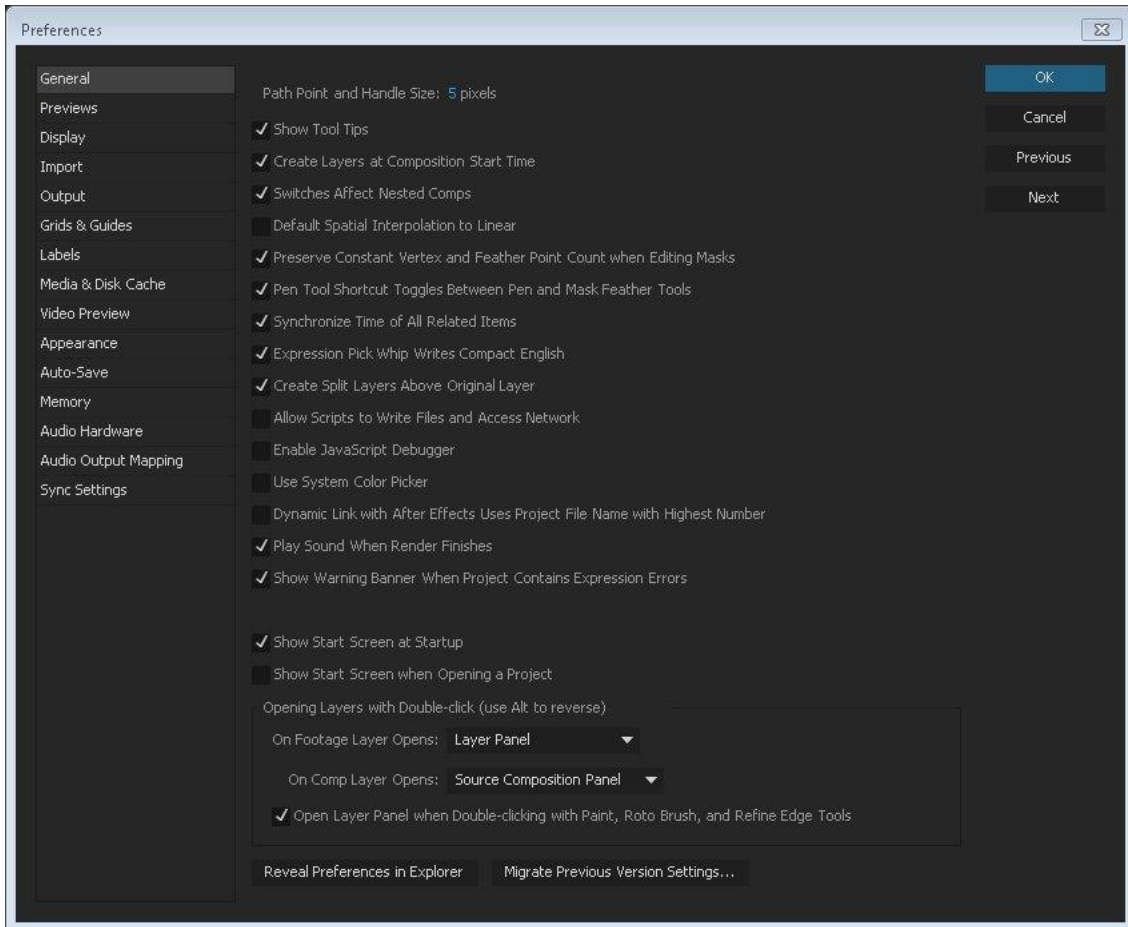 Preferences
General
Previews
Display
Import
Output
Grids & Guides
Labels
Media & Disk Cache
Video Preview
Appearance
Auto-Save
Memory
Audio Hardware
Audio Output Mapping
Sync Settings
Path Point and Handle Size: 5 pixels
Show Tool Tips
Create Layers at Composition Start Time
Switches Affect Nested Comps
Default Spatial Interpolation to Linear
Preserve Constant Vertex and Feather Point Count when Editing Masks
Pen Tool Shortcut Toggles Between Pen and Mask Feather Tools
Synchronize Time of All Related Items
Expression Pick Whip Writes Compact English
Create Split Layers Above Original Layer
Allow Scripts to Write Files and Access Network
Enable JavaScript Debugger
Use System Color Picker
Dynamic Link with After Effects Uses Project File Name with Highest Number
Play Sound When Render Finishes
Show Warning Banner When Project Contains Expression Errors
Show Start Screen at Startup
Show Start Screen when Opening a Project
Opening Layers with Double-click (use Alt to reverse)
On Footage Layer Opens: Layer Panel
On Comp Layer Opens: Source Composition Panel
Open Layer Panel when Double-clicking with Paint, Roto Brush, and Refine Edge Tools
Reveal Preferences in Explorer
Migrate Previous Version Settings...
OK
Cancel
Previous
Next